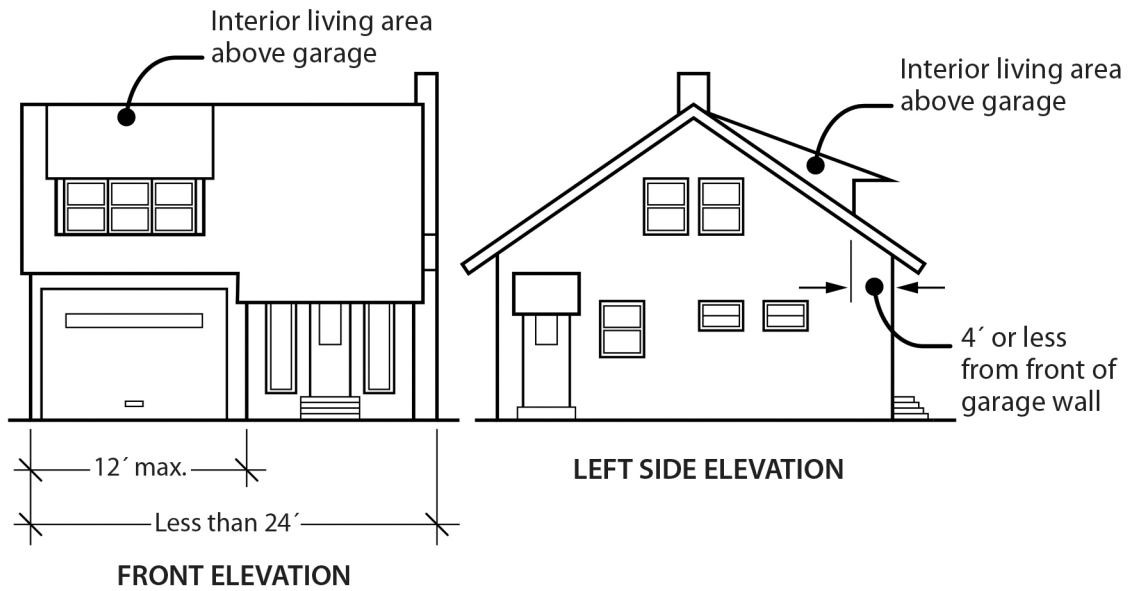 Interior living area
above garage
Interior living area
above garage
4´ or less
from front of
garage wall
12´ max.
LEFT SIDE ELEVATION
Less than 24´
FRONT ELEVATION